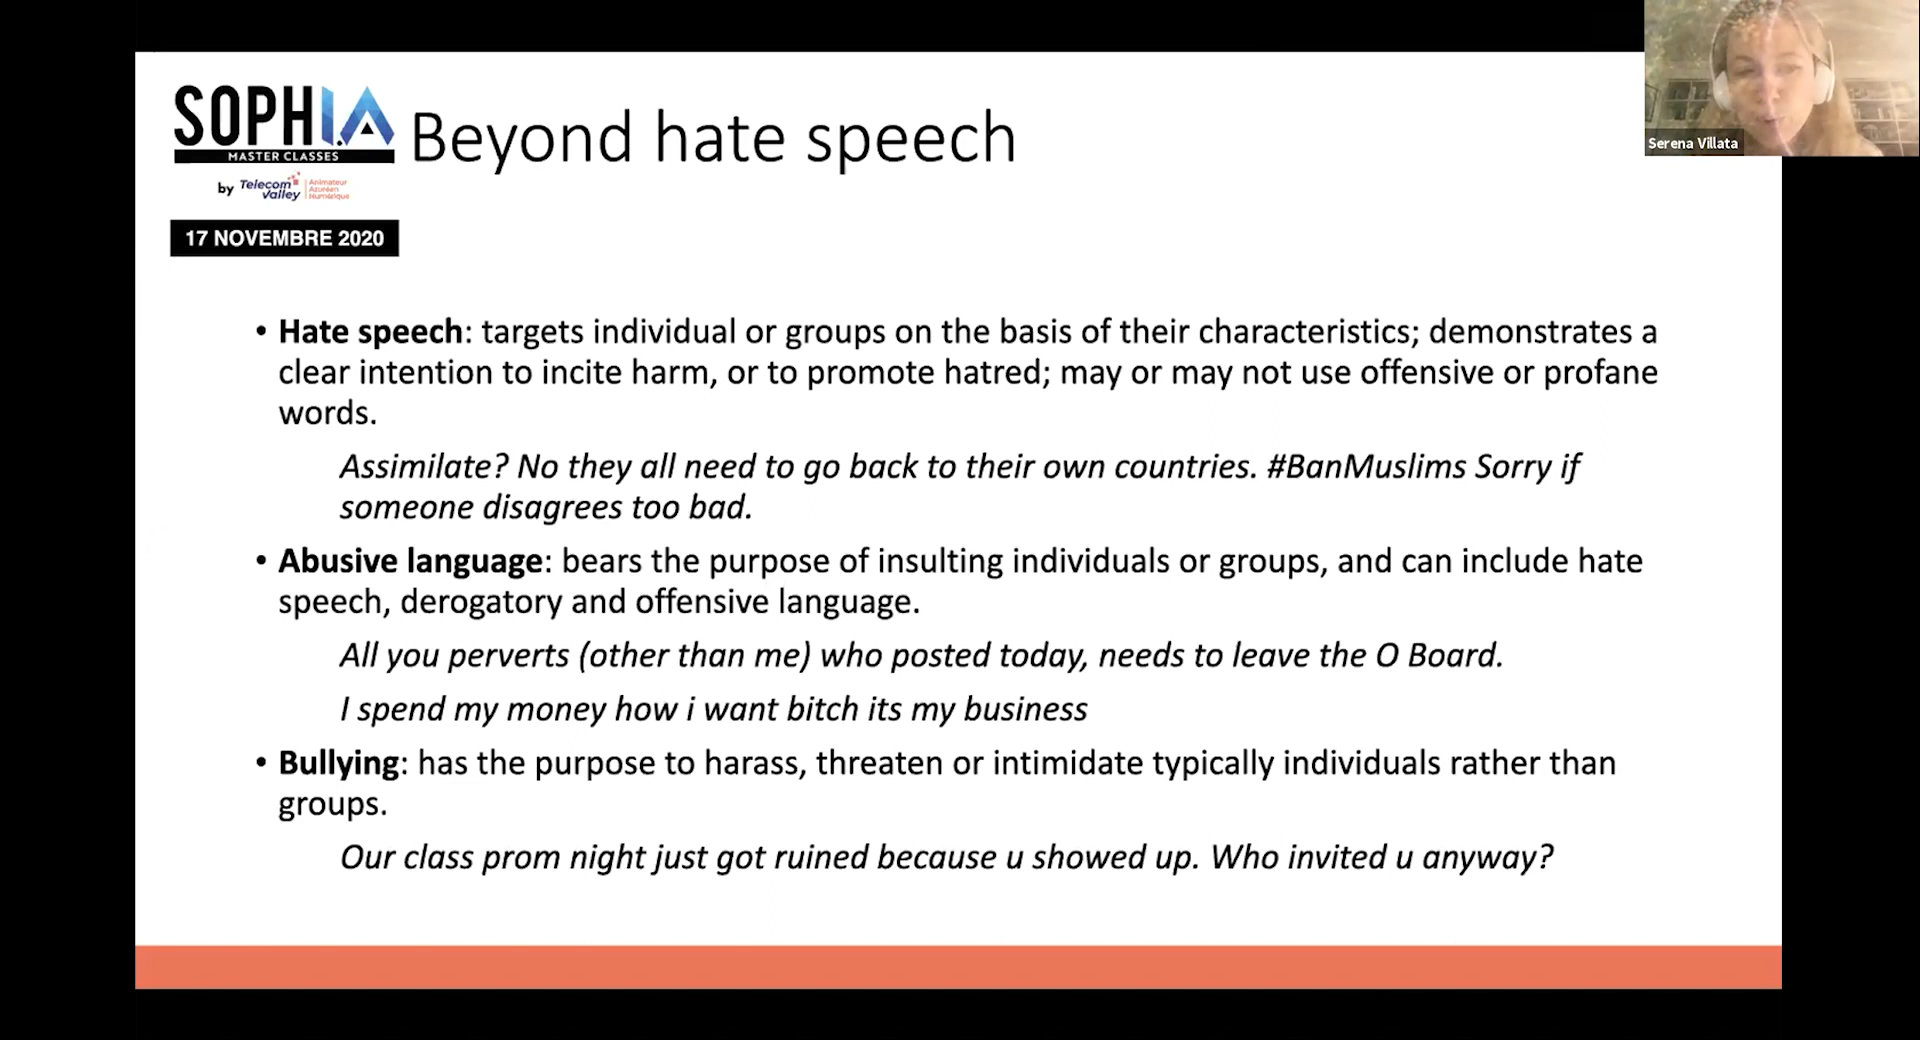 SOPHI.A
MASTER CLASSES
by Telecom Valley
Animateur
Azuréen
Numérique
Beyond hate speech
Serena Villata
17 NOVEMBRE 2020
• Hate speech: targets individual or groups on the basis of their characteristics; demonstrates a
clear intention to incite harm, or to promote hatred; may or may not use offensive or profane
words.
Assimilate? No they all need to go back to their own countries. #BanMuslims Sorry if
someone disagrees too bad.
• Abusive language: bears the purpose of insulting individuals or groups, and can include hate
speech, derogatory and offensive language.
All you perverts (other than me) who posted today, needs to leave the O Board.
I spend my money how i want bitch its my business
• Bullying: has the purpose to harass, threaten or intimidate typically individuals rather than
groups.
Our class prom night just got ruined because u showed up. Who invited u anyway?